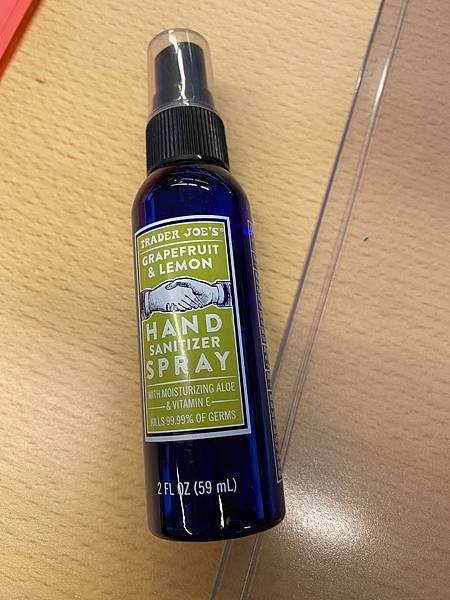 TRADER JOE'S®
GRAPEFRUIT
& LEMON
HAND
SANITIZER
SPRAY
WITH MOISTURIZING ALOE
& VITAMIN E
KILLS 99.99% OF GERMS
2 FL OZ (59 mL)